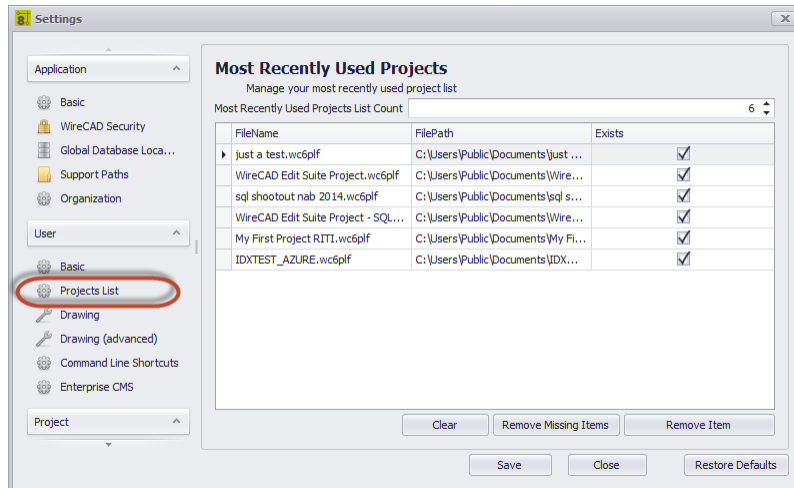 8 Settings
Application
Basic
WireCAD Security
Global Database Loca...
Support Paths
Organization
User
Basic
Projects List
Drawing
Drawing (advanced)
Command Line Shortcuts
Enterprise CMS
Project
Most Recently Used Projects
Manage your most recently used project list
Most Recently Used Projects List Count 6
FileName FilePath Exists
just a test.wc6plf C:\Users\Public\Documents\just ...
WireCAD Edit Suite Project.wc6plf C:\Users\Public\Documents\Wire...
sql shootout nab 2014.wc6plf C:\Users\Public\Documents\sql s...
WireCAD Edit Suite Project - SQL... C:\Users\Public\Documents\Wire...
My First Project RITI.wc6plf C:\Users\Public\Documents\My Fi...
IDXTEST_AZURE.wc6plf C:\Users\Public\Documents\IDX...
Clear Remove Missing Items Remove Item
Save Close Restore Defaults